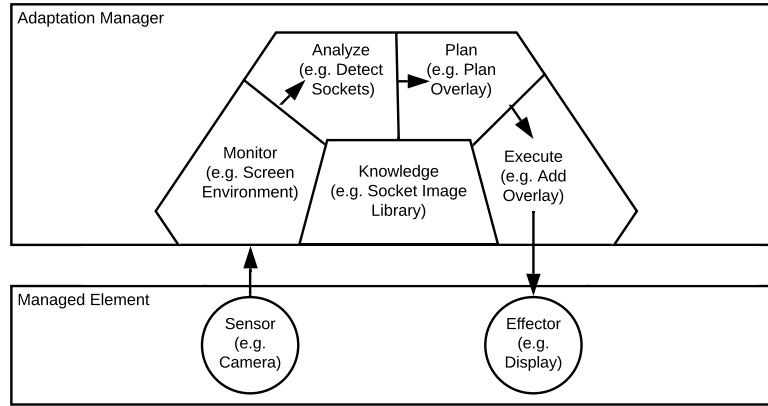 Adaptation Manager
Analyze
(e.g. Detect
Sockets)
Plan
(e.g. Plan
Overlay)
Monitor
(e.g. Screen
Environment)
Knowledge
(e.g. Socket Image
Library)
Execute
(e.g. Add
Overlay)
Managed Element
Sensor
(e.g.
Camera)
Effector
(e.g.
Display)